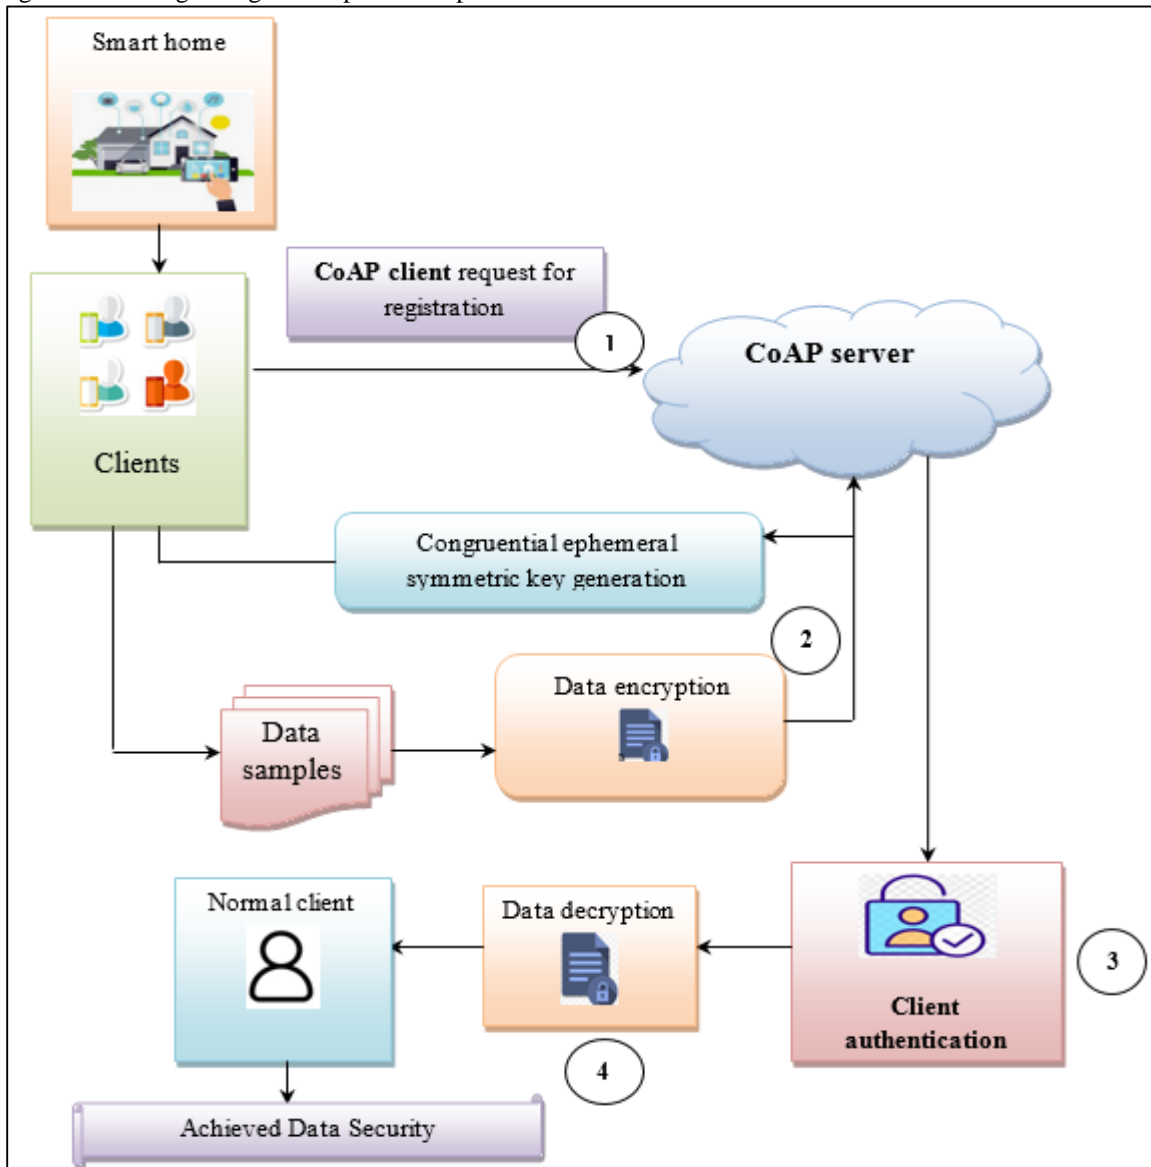 Smart home
CoAP client request for
registration
1
CoAP server
Clients
Congruential ephemeral
symmetric key generation
2
Data encryption
Data
samples
Normal client
Data decryption
3
Client
authentication
4
Achieved Data Security